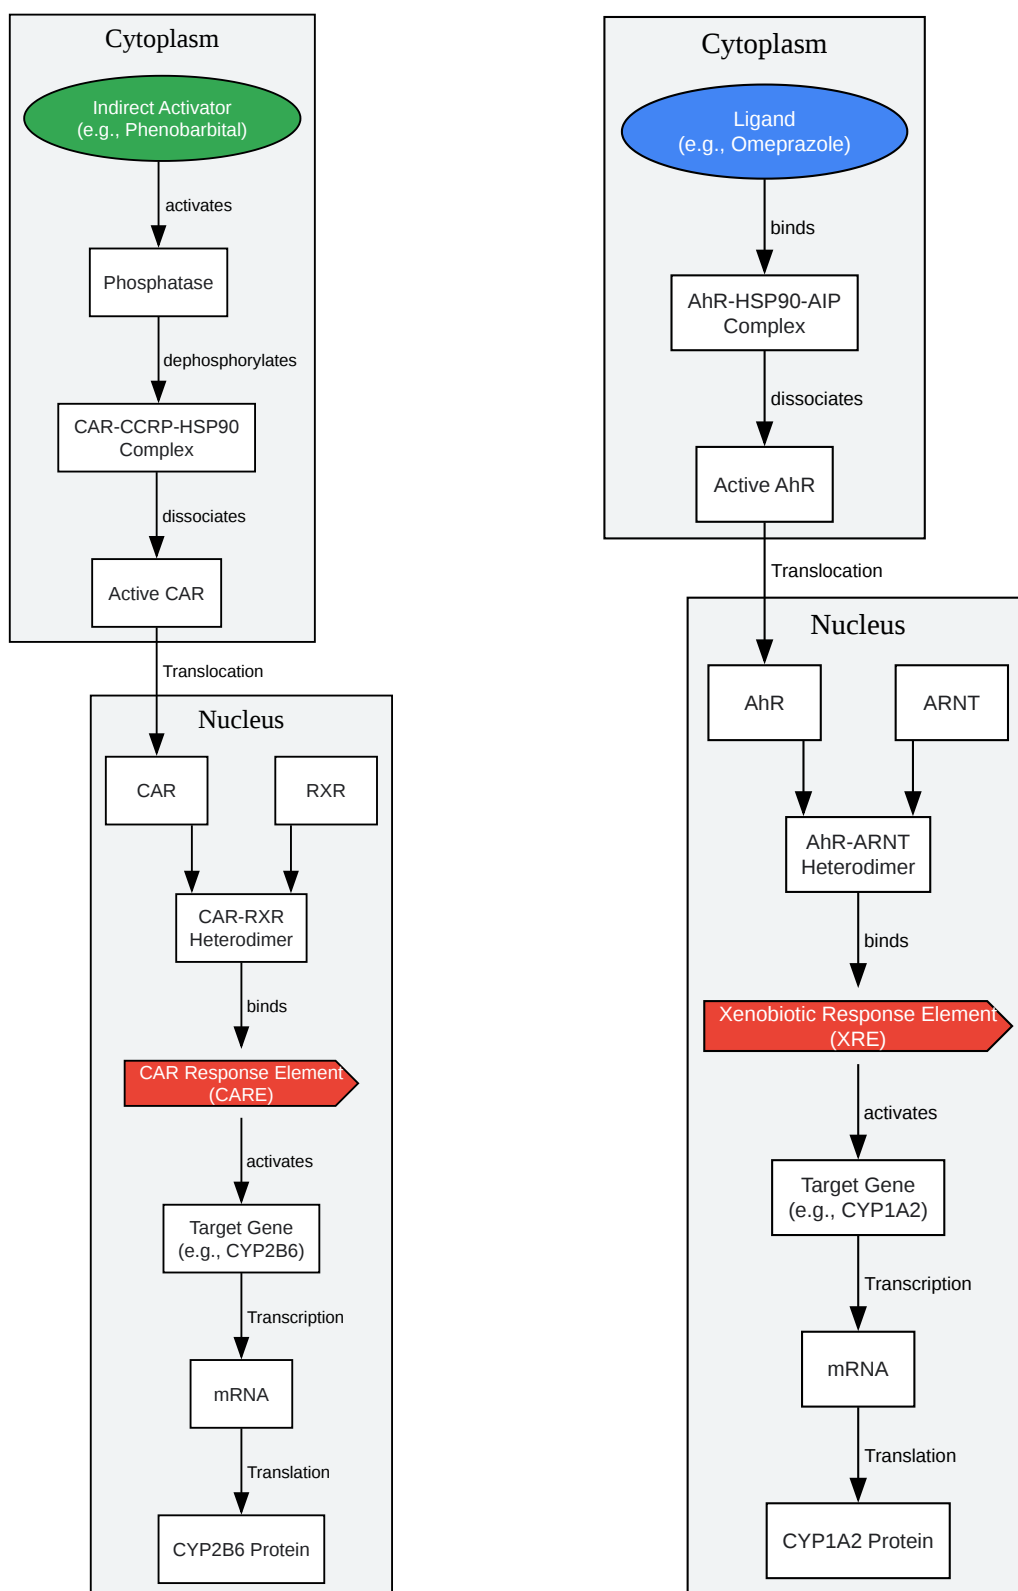 Cytoplasm
Indirect Activator
(e.g., Phenobarbital)
activates
Phosphatase
dephosphorylates
CAR-CCRP-HSP90
Complex
dissociates
Active CAR
Translocation
Nucleus
CAR
RXR
CAR-RXR
Heterodimer
binds
CAR Response Element
(CARE)
activates
Target Gene
(e.g., CYP2B6)
Transcription
mRNA
Translation
CYP2B6 Protein
Cytoplasm
Ligand
(e.g., Omeprazole)
binds
AhR-HSP90-AIP
Complex
dissociates
Active AhR
Translocation
Nucleus
AhR
ARNT
AhR-ARNT
Heterodimer
binds
Xenobiotic Response Element
(XRE)
activates
Target Gene
(e.g., CYP1A2)
Transcription
mRNA
Translation
CYP1A2 Protein